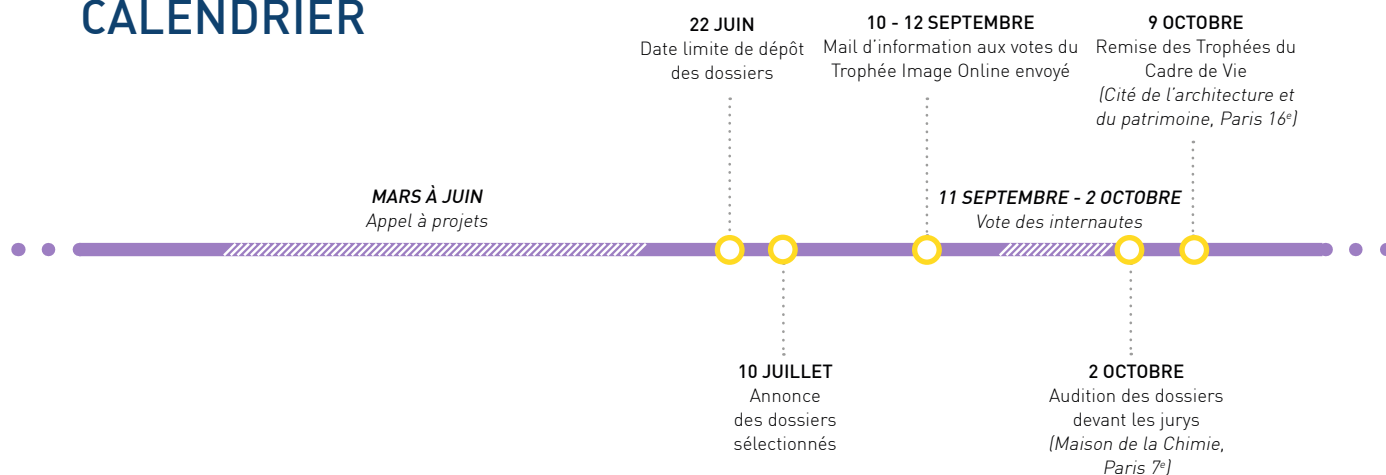 CALENDRIER
22 JUIN
Date limite de dépôt
des dossiers
10 - 12 SEPTEMBRE
Mail d'information aux votes du
Trophée Image Online envoyé
9 OCTOBRE
Remise des Trophées du
Cadre de Vie
(Cité de l'architecture et
du patrimoine, Paris 16e)
MARS À JUIN
Appel à projets
11 SEPTEMBRE - 2 OCTOBRE
Vote des internautes
10 JUILLET
Annonce
des dossiers
sélectionnés
2 OCTOBRE
Audition des dossiers
devant les jurys
(Maison de la Chimie,
Paris 7e)